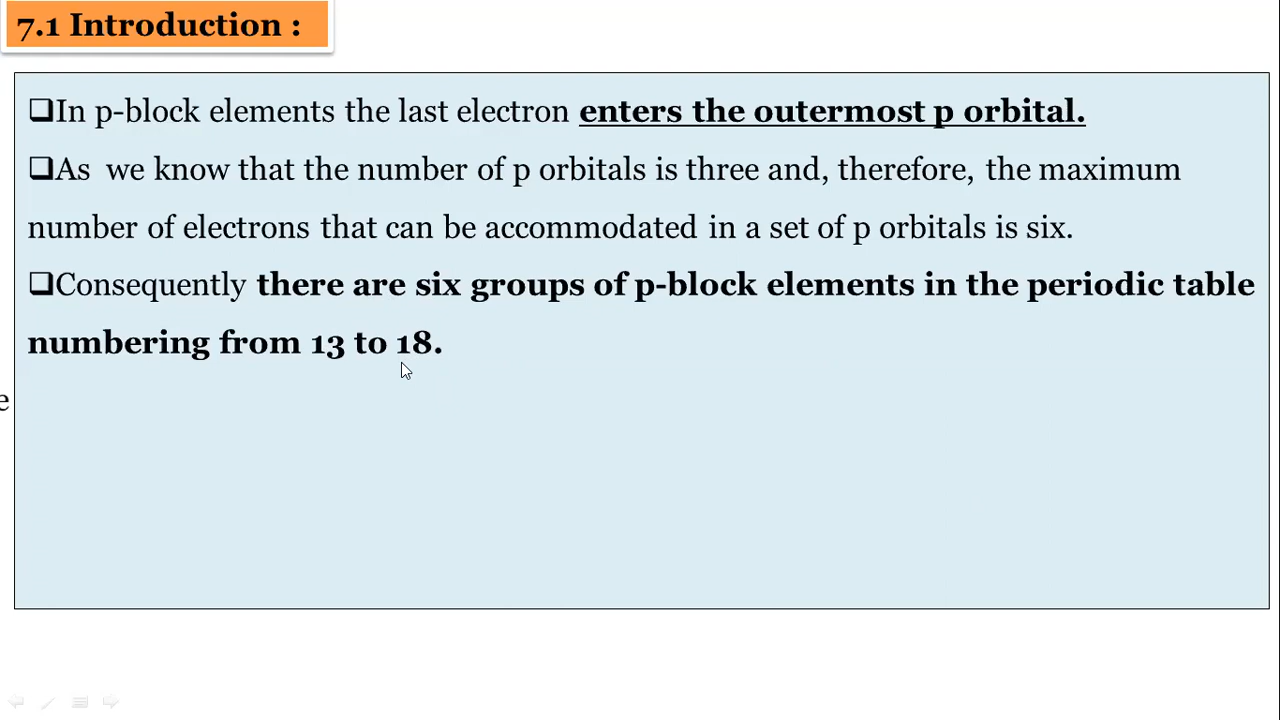 7.1 Introduction :
❑In p-block elements the last electron enters the outermost p orbital.
❑As we know that the number of p orbitals is three and, therefore, the maximum
number of electrons that can be accommodated in a set of p orbitals is six.
❑Consequently there are six groups of p-block elements in the periodic table
numbering from 13 to 18.
e